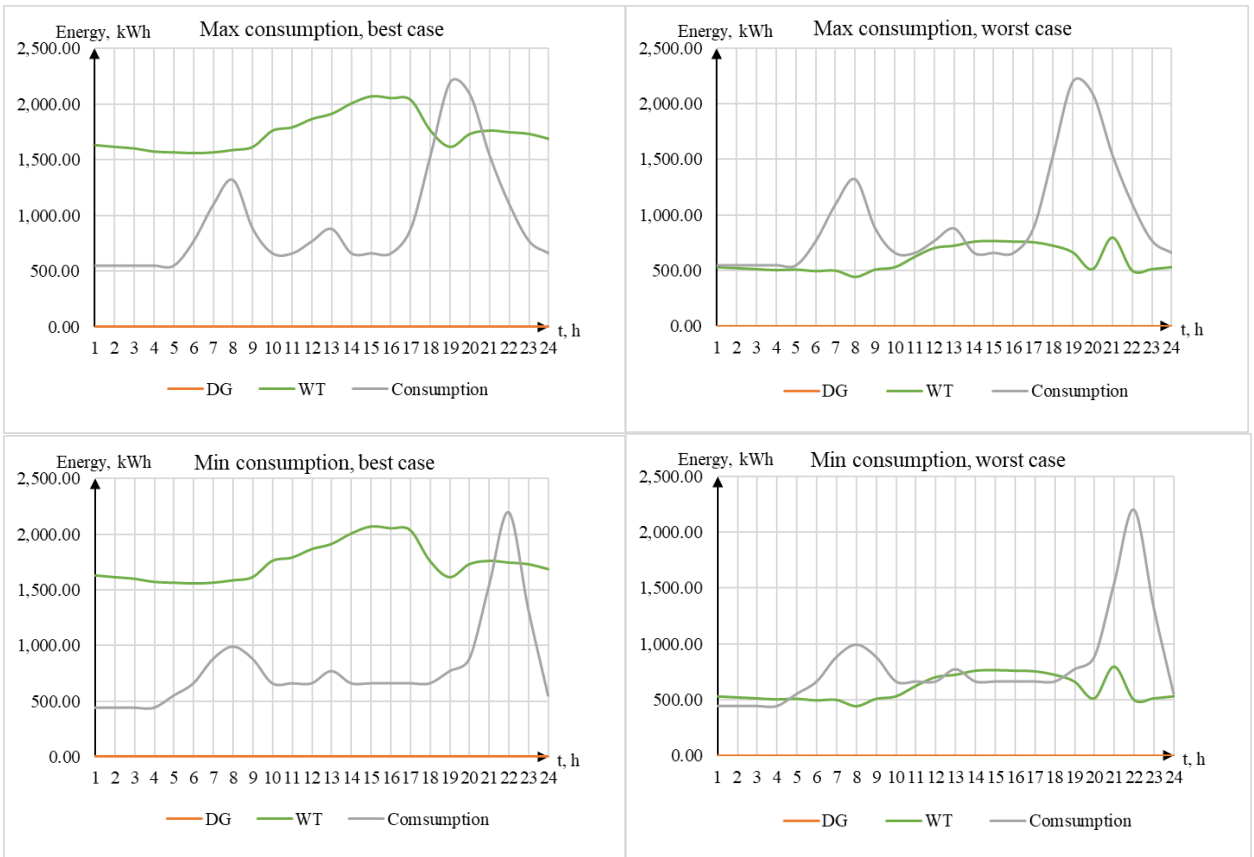 Energy, kWh
Max consumption, best case
2,500.00
2,000.00
1,500.00
1,000.00
500.00
0.00
t, h
1 2 3 4 5 6 7 8 9 10 11 12 13 14 15 16 17 18 19 20 21 22 23 24
DG WT Consumption
Energy, kWh
Max consumption, worst case
2,500.00
2,000.00
1,500.00
1,000.00
500.00
0.00
t, h
1 2 3 4 5 6 7 8 9 10 11 12 13 14 15 16 17 18 19 20 21 22 23 24
DG WT Consumption
Energy, kWh
Min consumption, best case
2,500.00
2,000.00
1,500.00
1,000.00
500.00
0.00
t, h
1 2 3 4 5 6 7 8 9 10 11 12 13 14 15 16 17 18 19 20 21 22 23 24
DG WT Comsumption
Energy, kWh
Min consumption, worst case
2,500.00
2,000.00
1,500.00
1,000.00
500.00
0.00
t, h
1 2 3 4 5 6 7 8 9 10 11 12 13 14 15 16 17 18 19 20 21 22 23 24
DG WT Comsumption